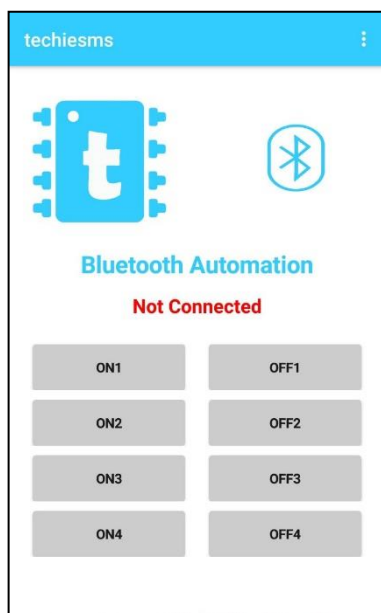 techiesms
t
Bluetooth Automation
Not Connected
ON1 OFF1
ON2 OFF2
ON3 OFF3
ON4 OFF4